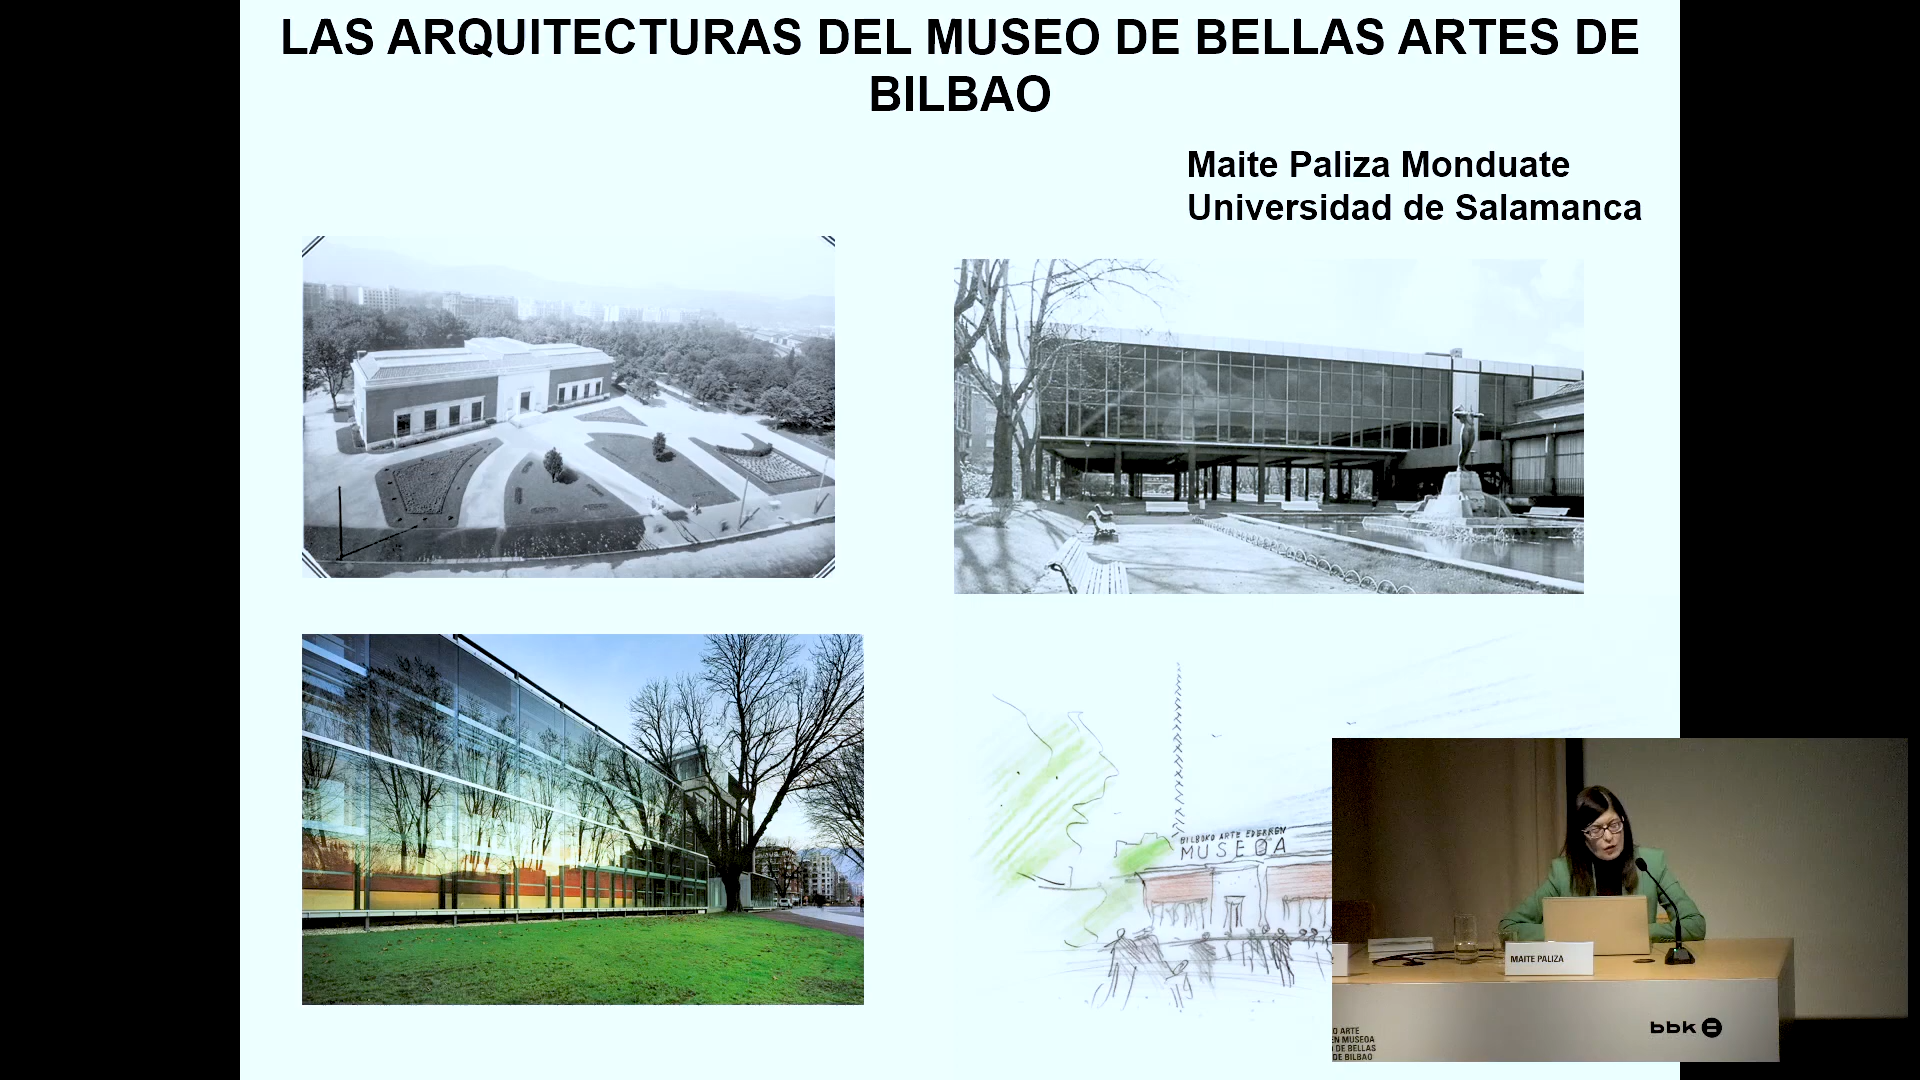 LAS ARQUITECTURAS DEL MUSEO DE BELLAS ARTES DE
BILBAO
Maite Paliza Monduate
Universidad de Salamanca
BILBOKO ARTE EDERREN
MUSEOA
MAITE PALIZA
bbk
ARTE
EN MUSEOA
DE BELLAS
DE BILBAO